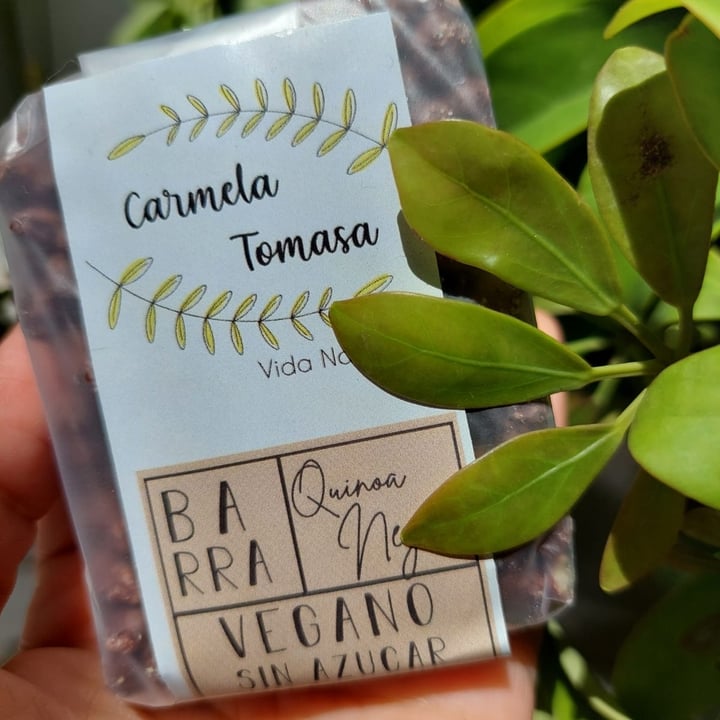 Carmela
Tomasa
Vida
BA
RRA
Quinoa
VEGANO
SIN AZUCAR